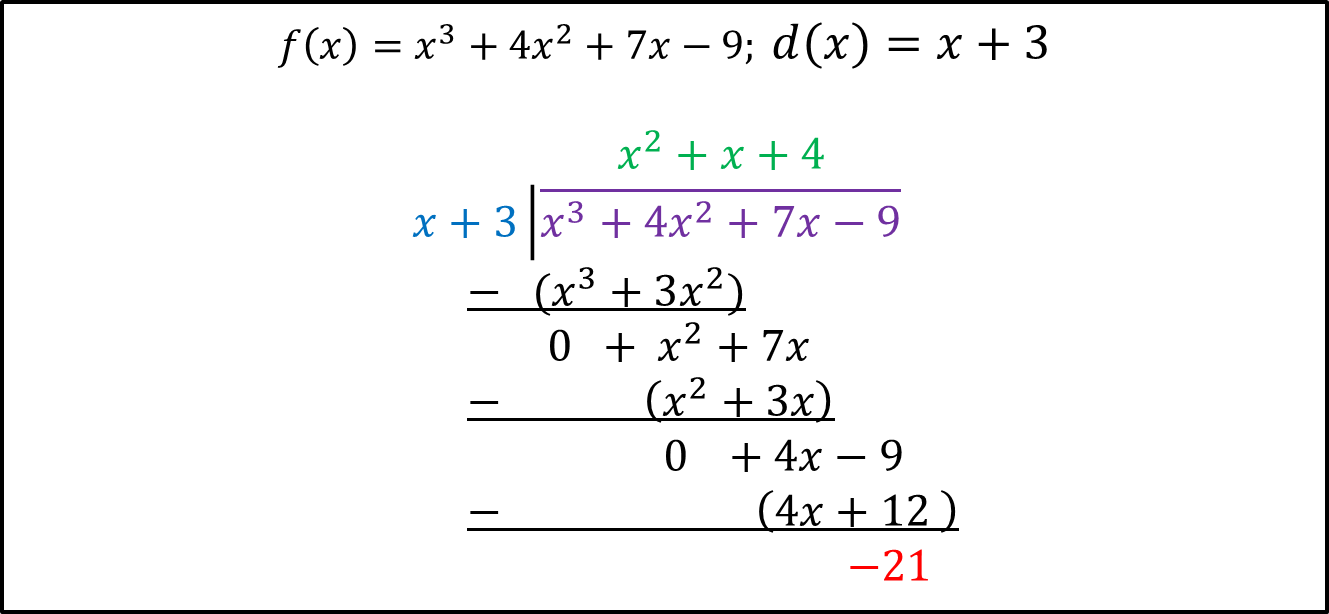 f(x) = x³ + 4x² + 7x − 9; d(x) = x + 3
x² + x + 4
x + 3 | x³ + 4x² + 7x − 9
− (x³ + 3x²)
0 + x² + 7x
− (x² + 3x)
0 + 4x − 9
− (4x + 12 )
−21